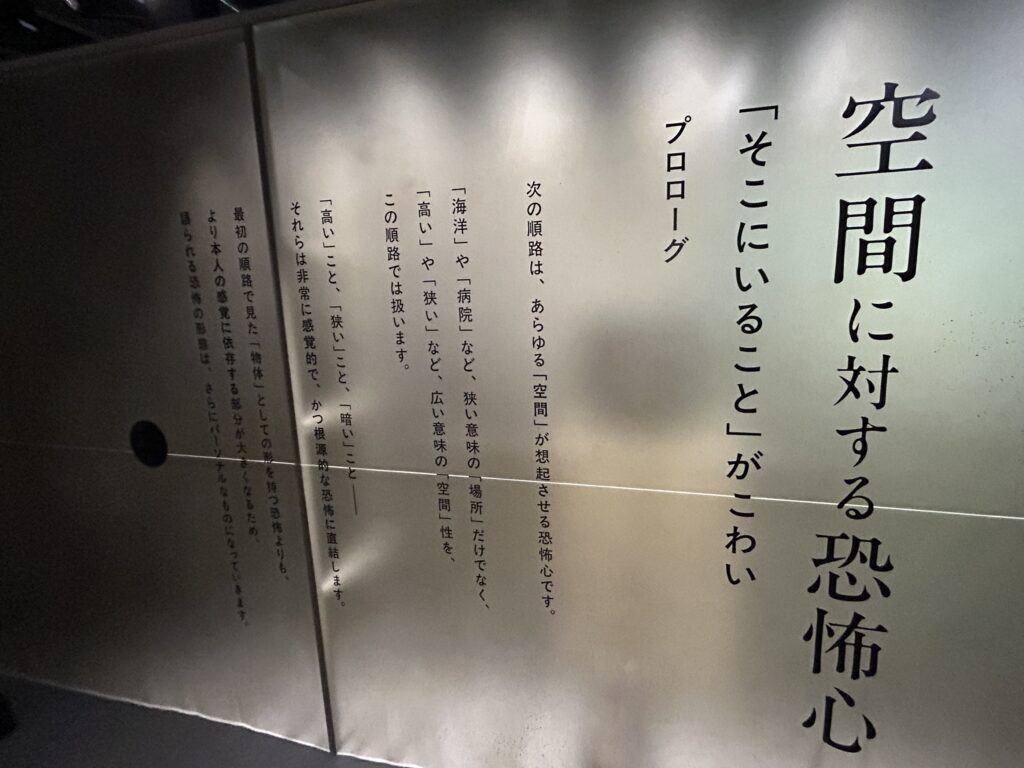 空間に対する恐怖心
「そこにいること」がこわい
プロローグ
次の順路は、あらゆる「空間」が想起させる恐怖心です。
「海洋」や「病院」など、狭い意味の「場所」だけでなく、
「高い」や「狭い」など、広い意味の「空間」性を、
この順路では扱います。
「高い」こと、「狭い」こと、「暗い」こと――
それらは非常に感覚的で、かつ根源的な恐怖に直結します。
最初の順路で見た「物体」としての形を持つ恐怖よりも、
より本人の感覚に依存する部分が大きくなるため、
語られる恐怖の形態は、さらにパーソナルなものになっていきます。